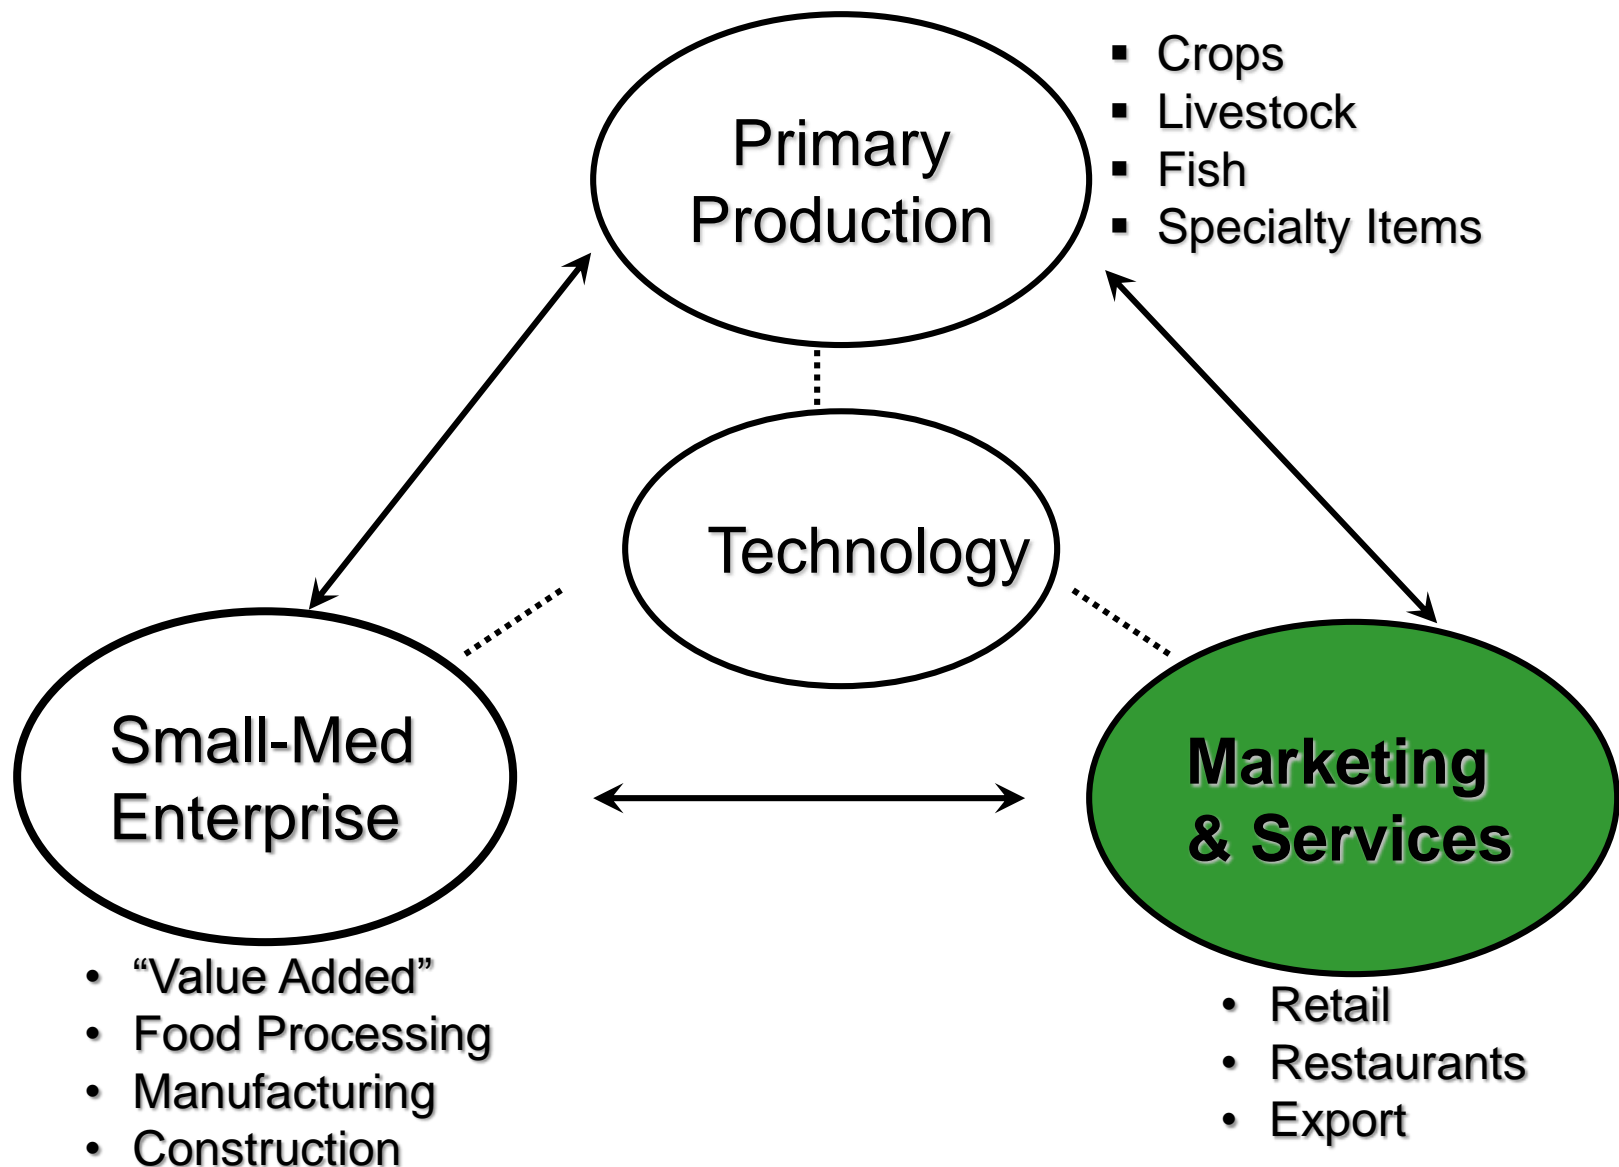 Primary
Production
▪ Crops
▪ Livestock
▪ Fish
▪ Specialty Items
Technology
Small-Med
Enterprise
Marketing
& Services
• “Value Added”
• Food Processing
• Manufacturing
• Construction
• Retail
• Restaurants
• Export